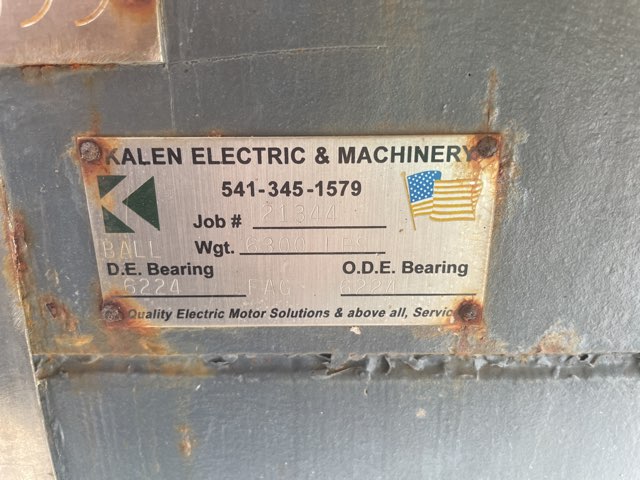 KALEN ELECTRIC & MACHINERY
541-345-1579
Job # 21344
BALL Wgt. 6300 LBS
D.E. Bearing O.D.E. Bearing
6224 FAG 6224
Quality Electric Motor Solutions & above all, Service